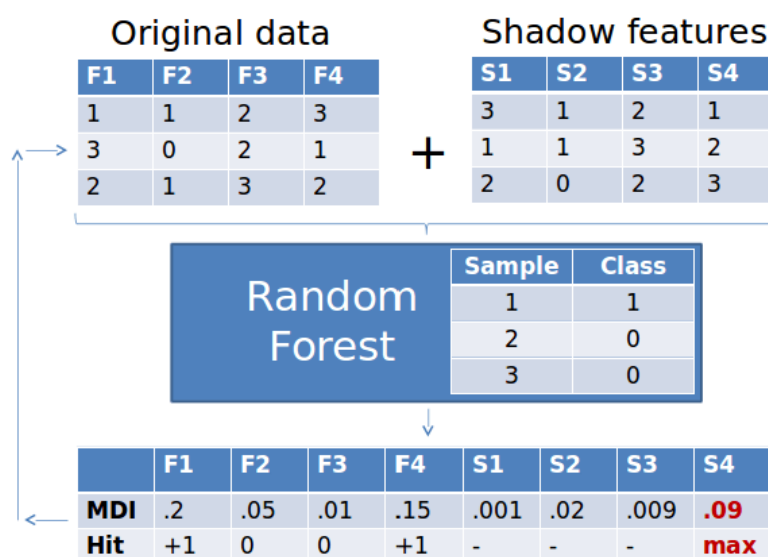 Original data
Shadow features
F1 F2 F3 F4
1 1 2 3
3 0 2 1
2 1 3 2
+
S1 S2 S3 S4
3 1 2 1
1 1 3 2
2 0 2 3
Random
Forest
Sample Class
1 1
2 0
3 0
F1 F2 F3 F4 S1 S2 S3 S4
MDI .2 .05 .01 .15 .001 .02 .009 .09
Hit +1 0 0 +1 - - - max